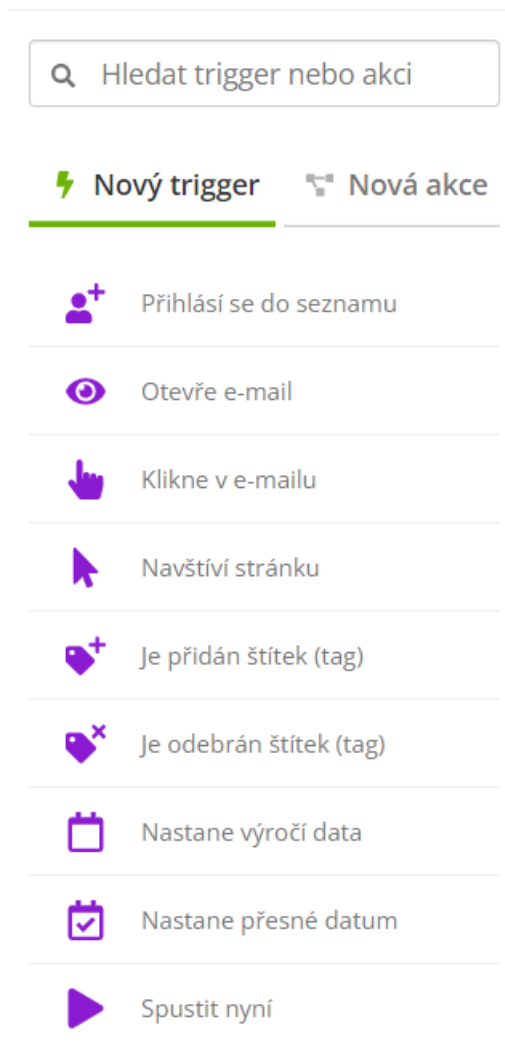 Hledat trigger nebo akci
Nový trigger
Nová akce
Přihlásí se do seznamu
Otevře e-mail
Klikne v e-mailu
Navštíví stránku
Je přidán štítek (tag)
Je odebrán štítek (tag)
Nastane výročí data
Nastane přesné datum
Spustit nyní